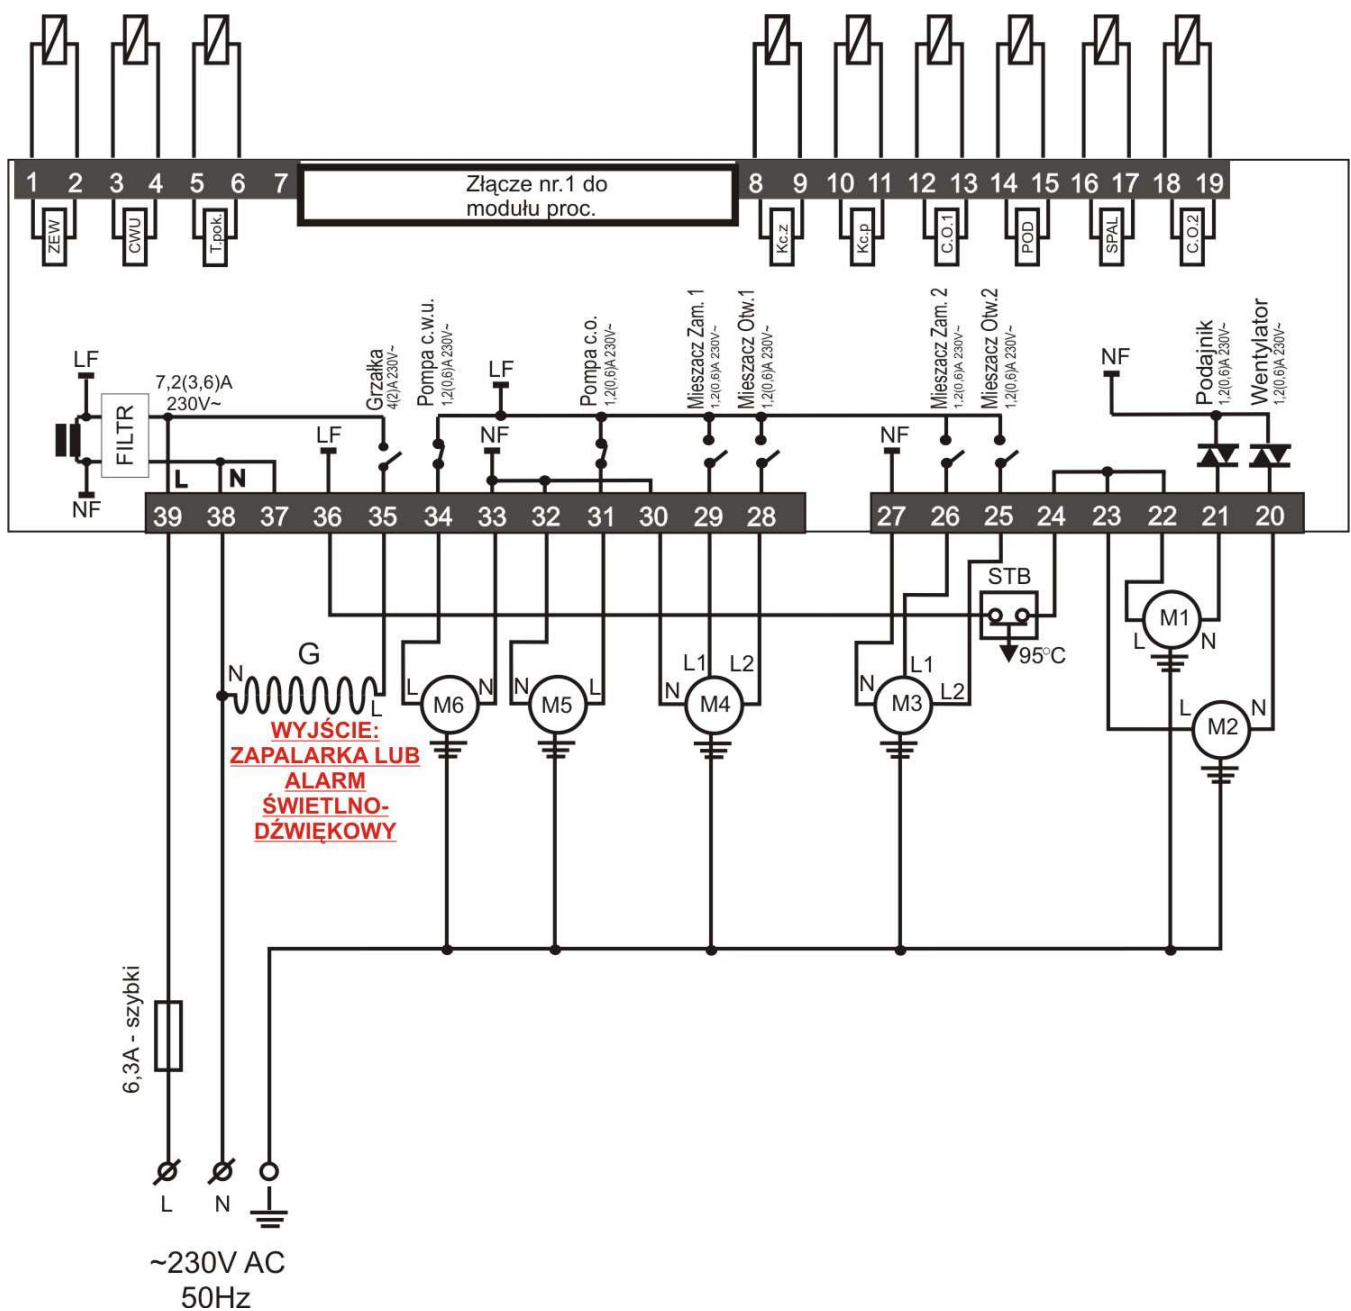 1 2 3 4 5 6 7
Złącze nr.1 do
modułu proc.
8 9 10 11 12 13 14 15 16 17 18 19
ZEW
CWU
T.pok.
Kc.z
Kc.p
C.O.1
POD
SPAL
C.O.2
LF
NF
FILTR
7,2(3,6)A
230V~
L
N
Grzałka
4(2)A 230V~
LF
Pompa c.w.u.
1,2(0,6)A 230V~
LF
NF
Pompa c.o.
1,2(0,6)A 230V~
Mieszacz Zam. 1
1,2(0,6)A 230V~
Mieszacz Otw.1
1,2(0,6)A 230V~
NF
Mieszacz Zam. 2
1,2(0,6)A 230V~
Mieszacz Otw.2
1,2(0,6)A 230V~
NF
Podajnik
1,2(0,6)A 230V~
Wentylator
1,2(0,6)A 230V~
39 38 37 36 35 34 33 32 31 30 29 28
27 26 25 24 23 22 21 20
STB
95°C
G
N
L
WYJŚCIE:
ZAPALARKA LUB
ALARM
ŚWIETLNO-
DŹWIĘKOWY
L M6 N
N M5 L
L1 L2
N M4
L1
N M3 L2
M1
L N
L N
M2
6,3A - szybki
L N
~230V AC
50Hz